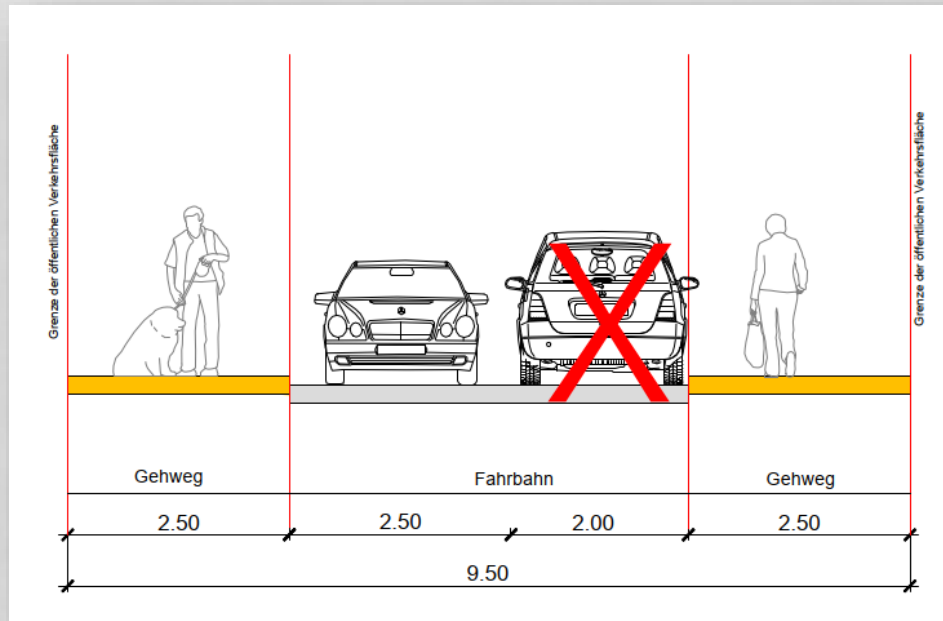 Grenze der öffentlichen Verkehrsfläche
Grenze der öffentlichen Verkehrsfläche
Gehweg
Fahrbahn
Gehweg
2.50
2.50
2.00
2.50
9.50